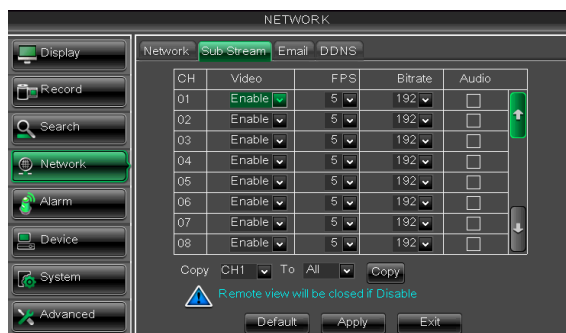 NETWORK
Display
Record
Search
Network
Alarm
Device
System
Advanced
Network Sub Stream Email DDNS
CH Video FPS Bitrate Audio
01 Enable 5 192
02 Enable 5 192
03 Enable 5 192
04 Enable 5 192
05 Enable 5 192
06 Enable 5 192
07 Enable 5 192
08 Enable 5 192
Copy CH1 To All Copy
Remote view will be closed if Disable
Default Apply Exit